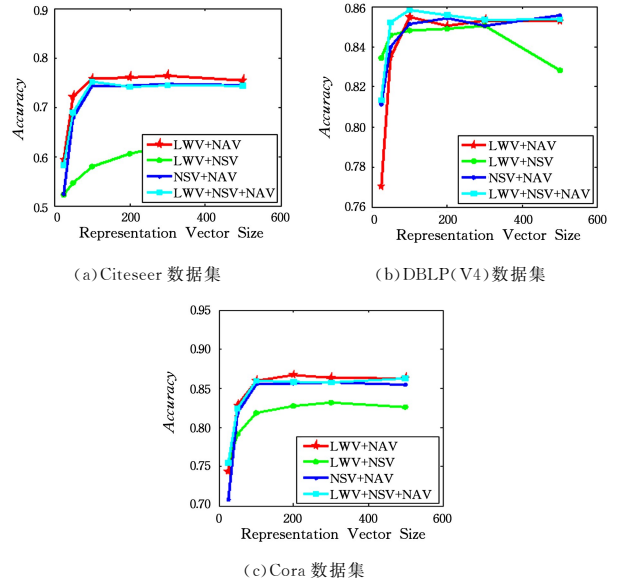 Accuracy
0.9
0.8
0.7
0.6
0.5
0 200 400 600
Representation Vector Size
LWV+NAV
LWV+NSV
NSV+NAV
LWV+NSV+NAV
(a)Citeseer 数据集
Accuracy
0.86
0.84
0.82
0.80
0.78
0.76
0 200 400 600
Representation Vector Size
LWV+NAV
LWV+NSV
NSV+NAV
LWV+NSV+NAV
(b)DBLP(V4)数据集
Accuracy
0.95
0.90
0.85
0.80
0.75
0.70
0 200 400 600
Representation Vector Size
LWV+NAV
LWV+NSV
NSV+NAV
LWV+NSV+NAV
(c)Cora 数据集